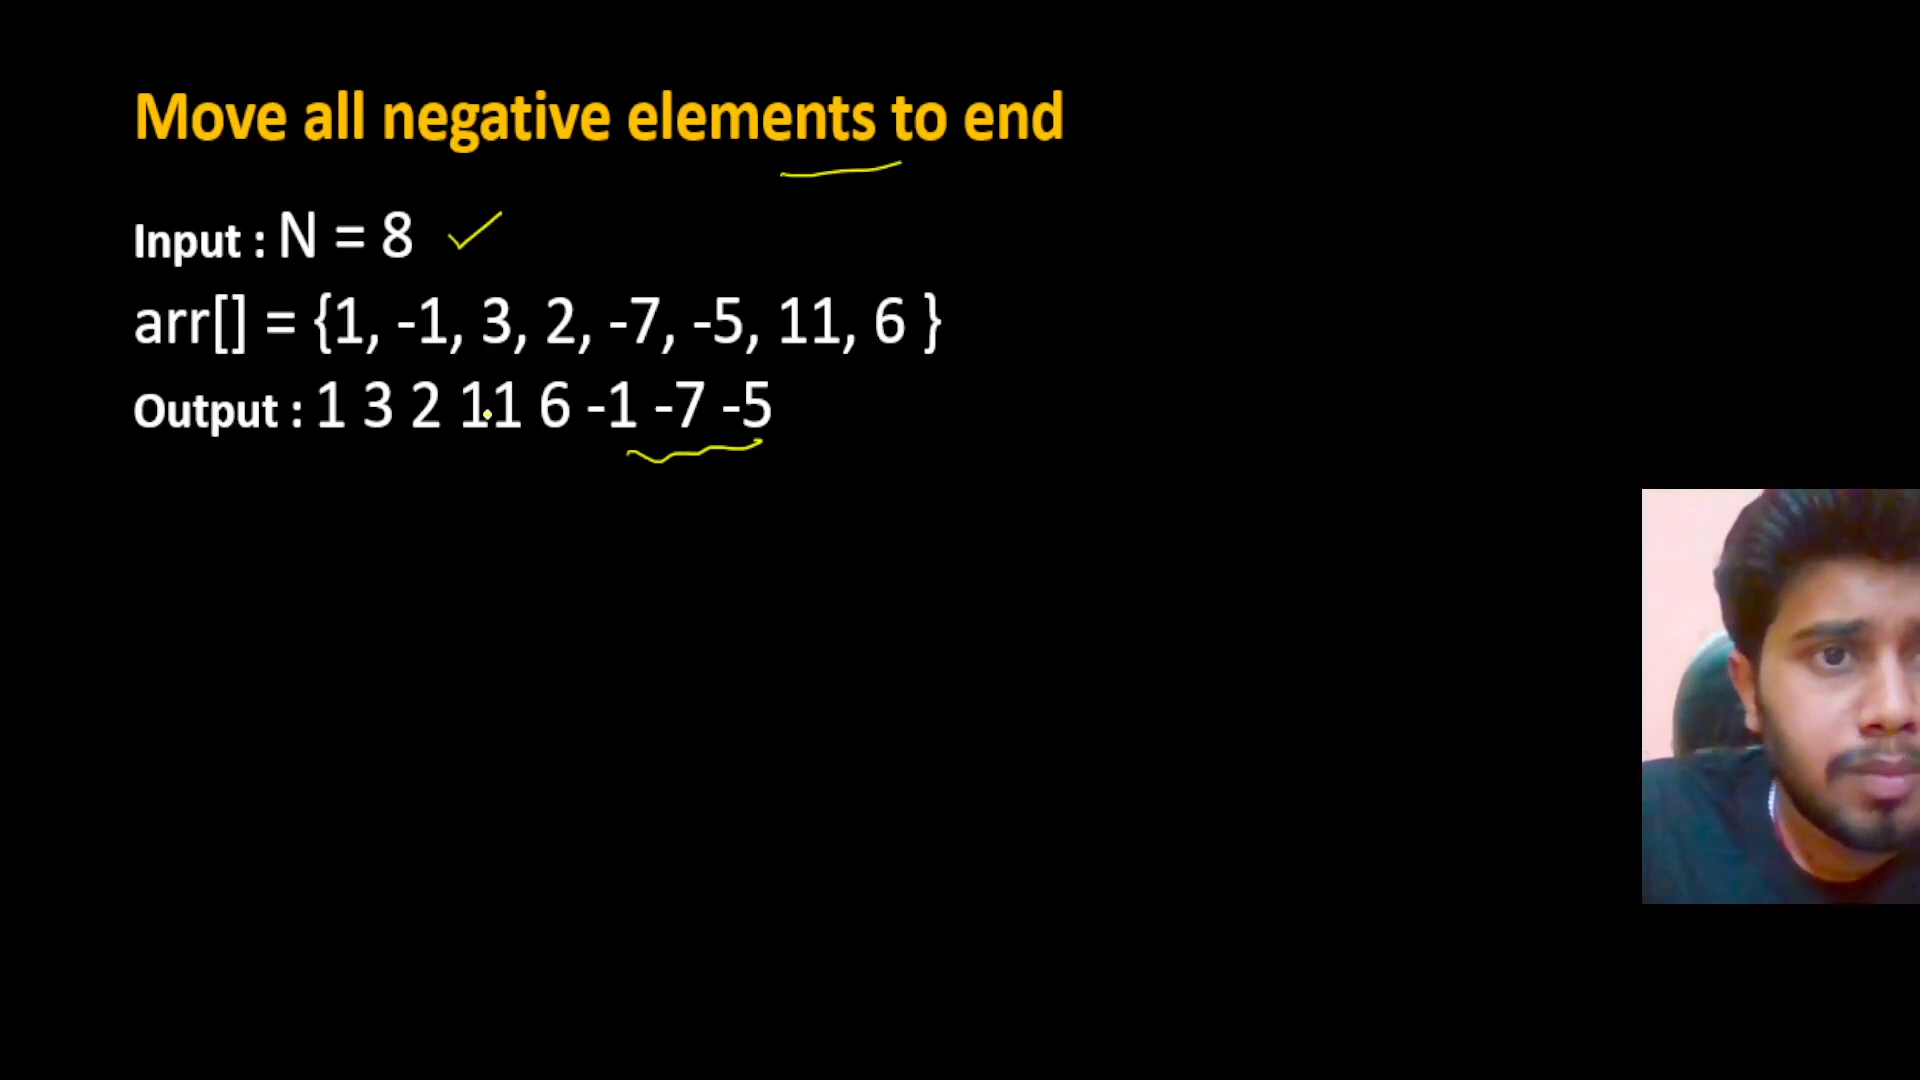 Move all negative elements to end
Input : N = 8
arr[] = {1, -1, 3, 2, -7, -5, 11, 6 }
Output : 1 3 2 11 6 -1 -7 -5